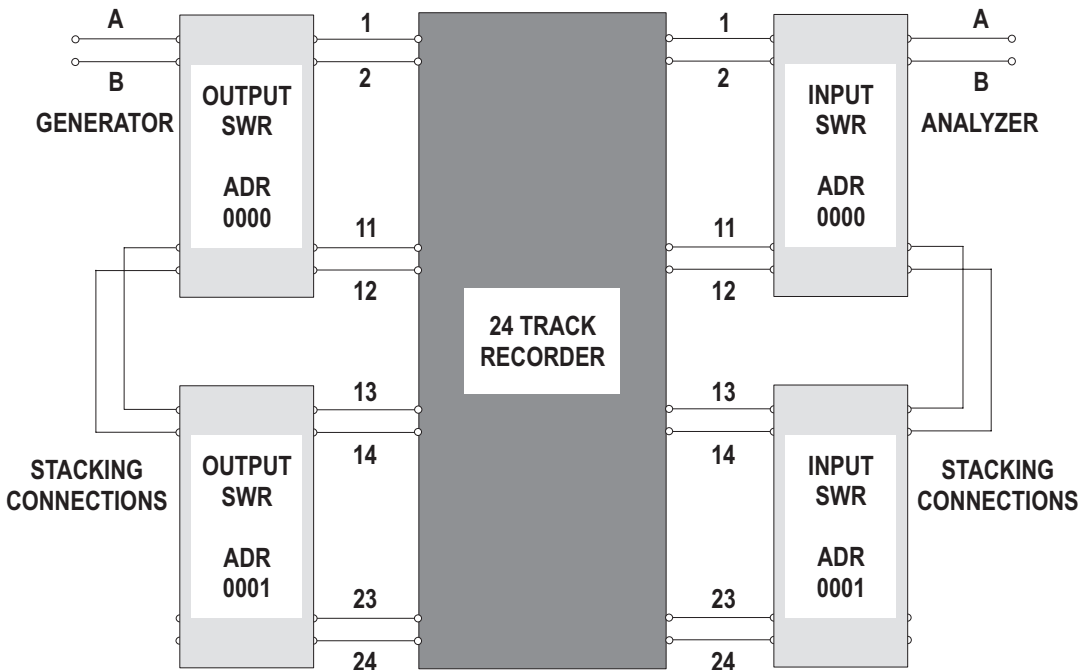 A
B
GENERATOR
OUTPUT
SWR
ADR
0000
1
2
11
12
STACKING
CONNECTIONS
OUTPUT
SWR
ADR
0001
13
14
23
24
24 TRACK
RECORDER
1
2
11
12
INPUT
SWR
ADR
0000
A
B
ANALYZER
13
14
23
24
INPUT
SWR
ADR
0001
STACKING
CONNECTIONS